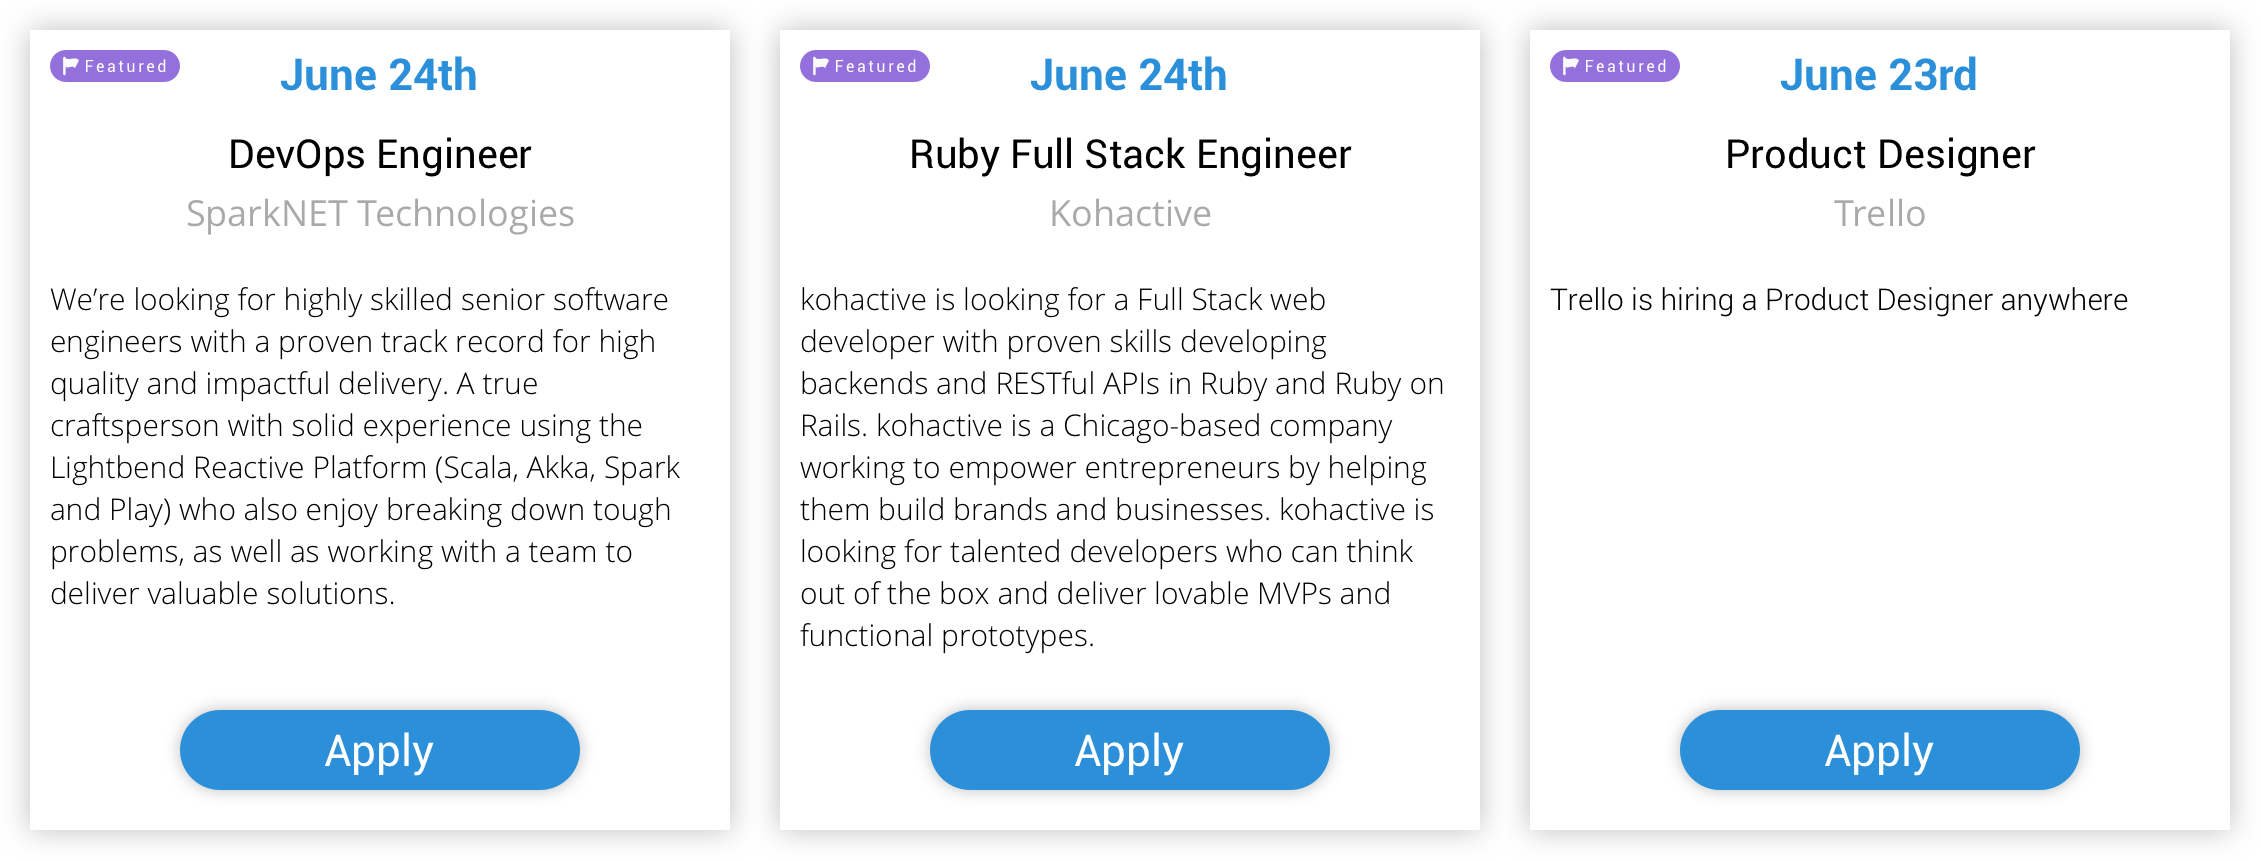 Featured
June 24th
DevOps Engineer
SparkNET Technologies
We’re looking for highly skilled senior software
engineers with a proven track record for high
quality and impactful delivery. A true
craftsperson with solid experience using the
Lightbend Reactive Platform (Scala, Akka, Spark
and Play) who also enjoy breaking down tough
problems, as well as working with a team to
deliver valuable solutions.
Apply
Featured
June 24th
Ruby Full Stack Engineer
Kohactive
kohactive is looking for a Full Stack web
developer with proven skills developing
backends and RESTful APIs in Ruby and Ruby on
Rails. kohactive is a Chicago-based company
working to empower entrepreneurs by helping
them build brands and businesses. kohactive is
looking for talented developers who can think
out of the box and deliver lovable MVPs and
functional prototypes.
Apply
Featured
June 23rd
Product Designer
Trello
Trello is hiring a Product Designer anywhere
Apply